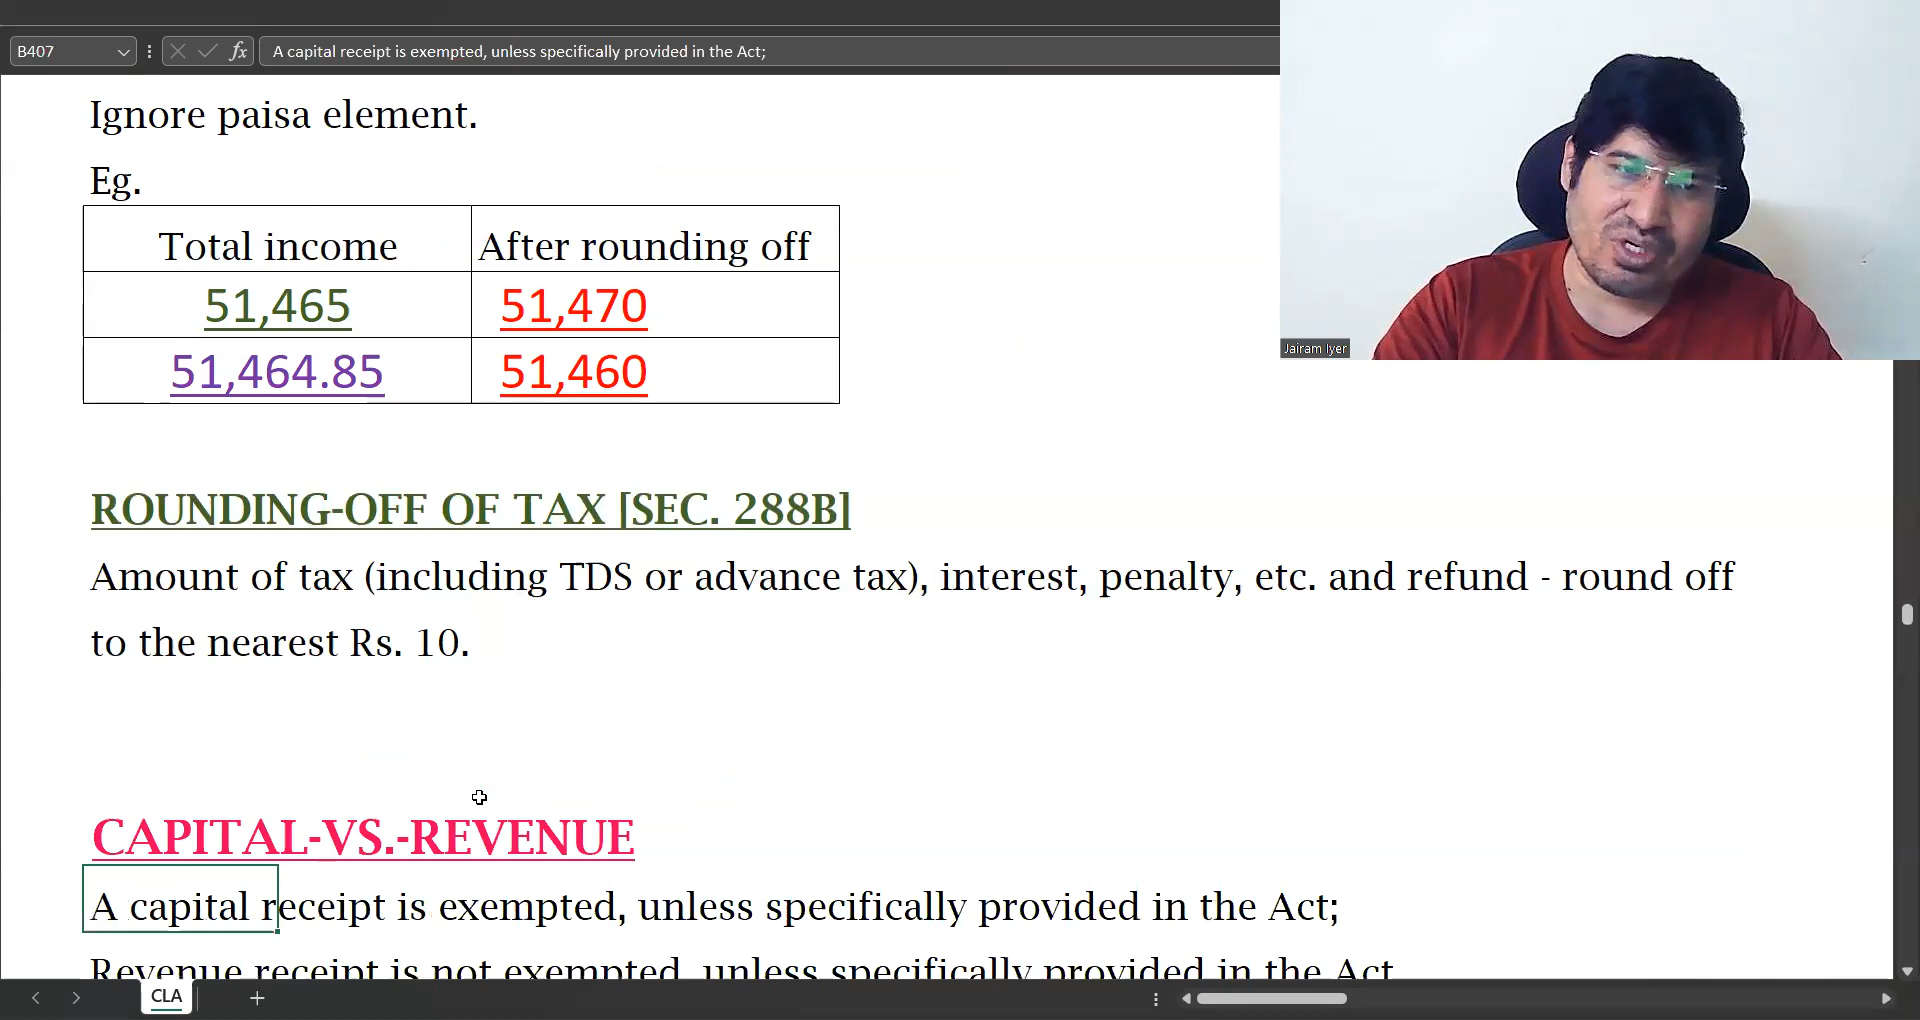 B407
fx
A capital receipt is exempted, unless specifically provided in the Act;
Ignore paisa element.
Eg.
Total income After rounding off
51,465 51,470
51,464.85 51,460
Jairam Iyer
ROUNDING-OFF OF TAX [SEC. 288B]
Amount of tax (including TDS or advance tax), interest, penalty, etc. and refund - round off
to the nearest Rs. 10.
CAPITAL-VS.-REVENUE
A capital receipt is exempted, unless specifically provided in the Act;
Revenue receipt is not exempted, unless specifically provided in the Act
CLA